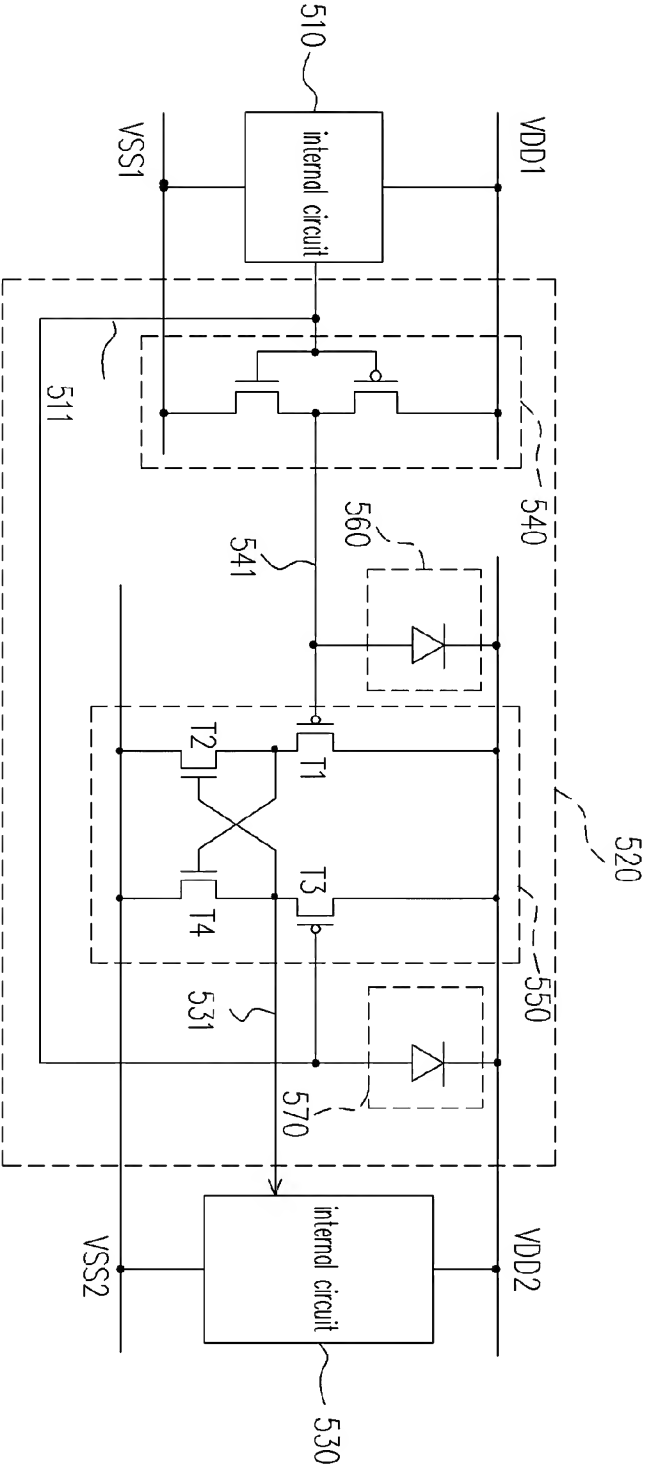 510
internal circuit
VDD1
VSS1
511
540
541
560
520
T1
T2
T3
T4
550
531
570
VDD2
VSS2
internal circuit
530